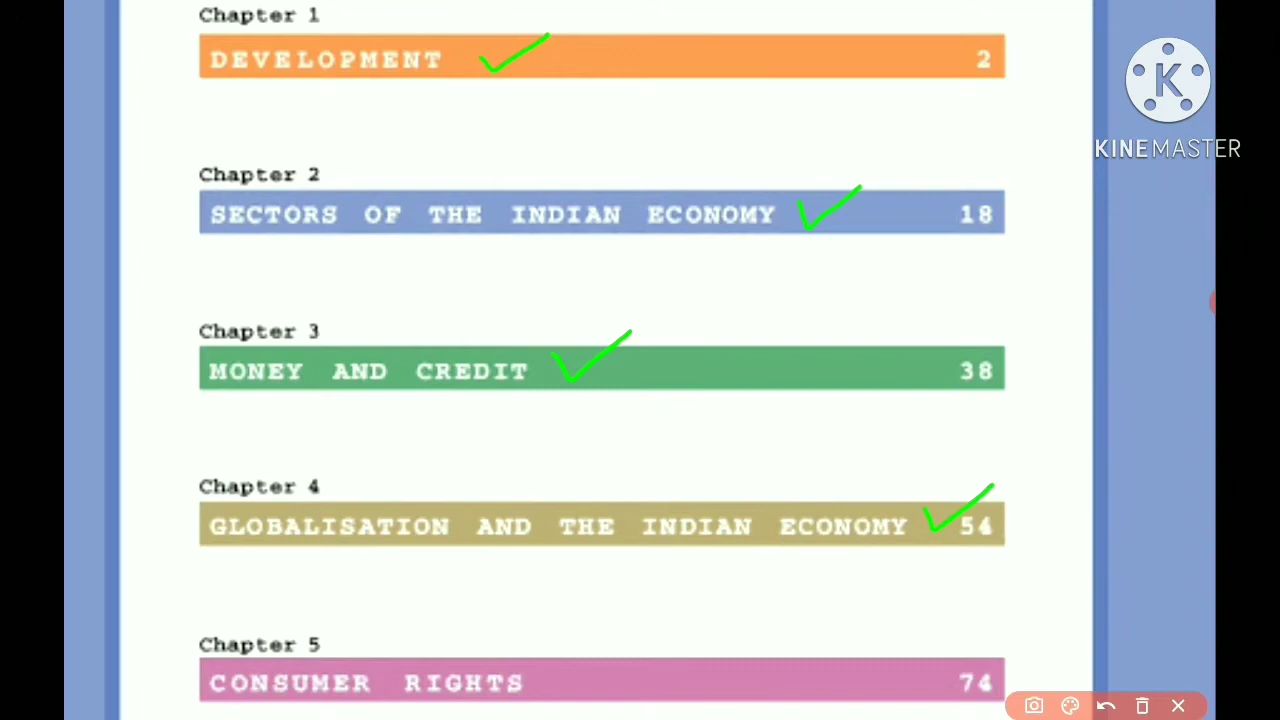 Chapter 1
DEVELOPMENT 2
Chapter 2
SECTORS OF THE INDIAN ECONOMY 18
Chapter 3
MONEY AND CREDIT 38
Chapter 4
GLOBALISATION AND THE INDIAN ECONOMY 54
Chapter 5
CONSUMER RIGHTS 74
K
KINEMASTER